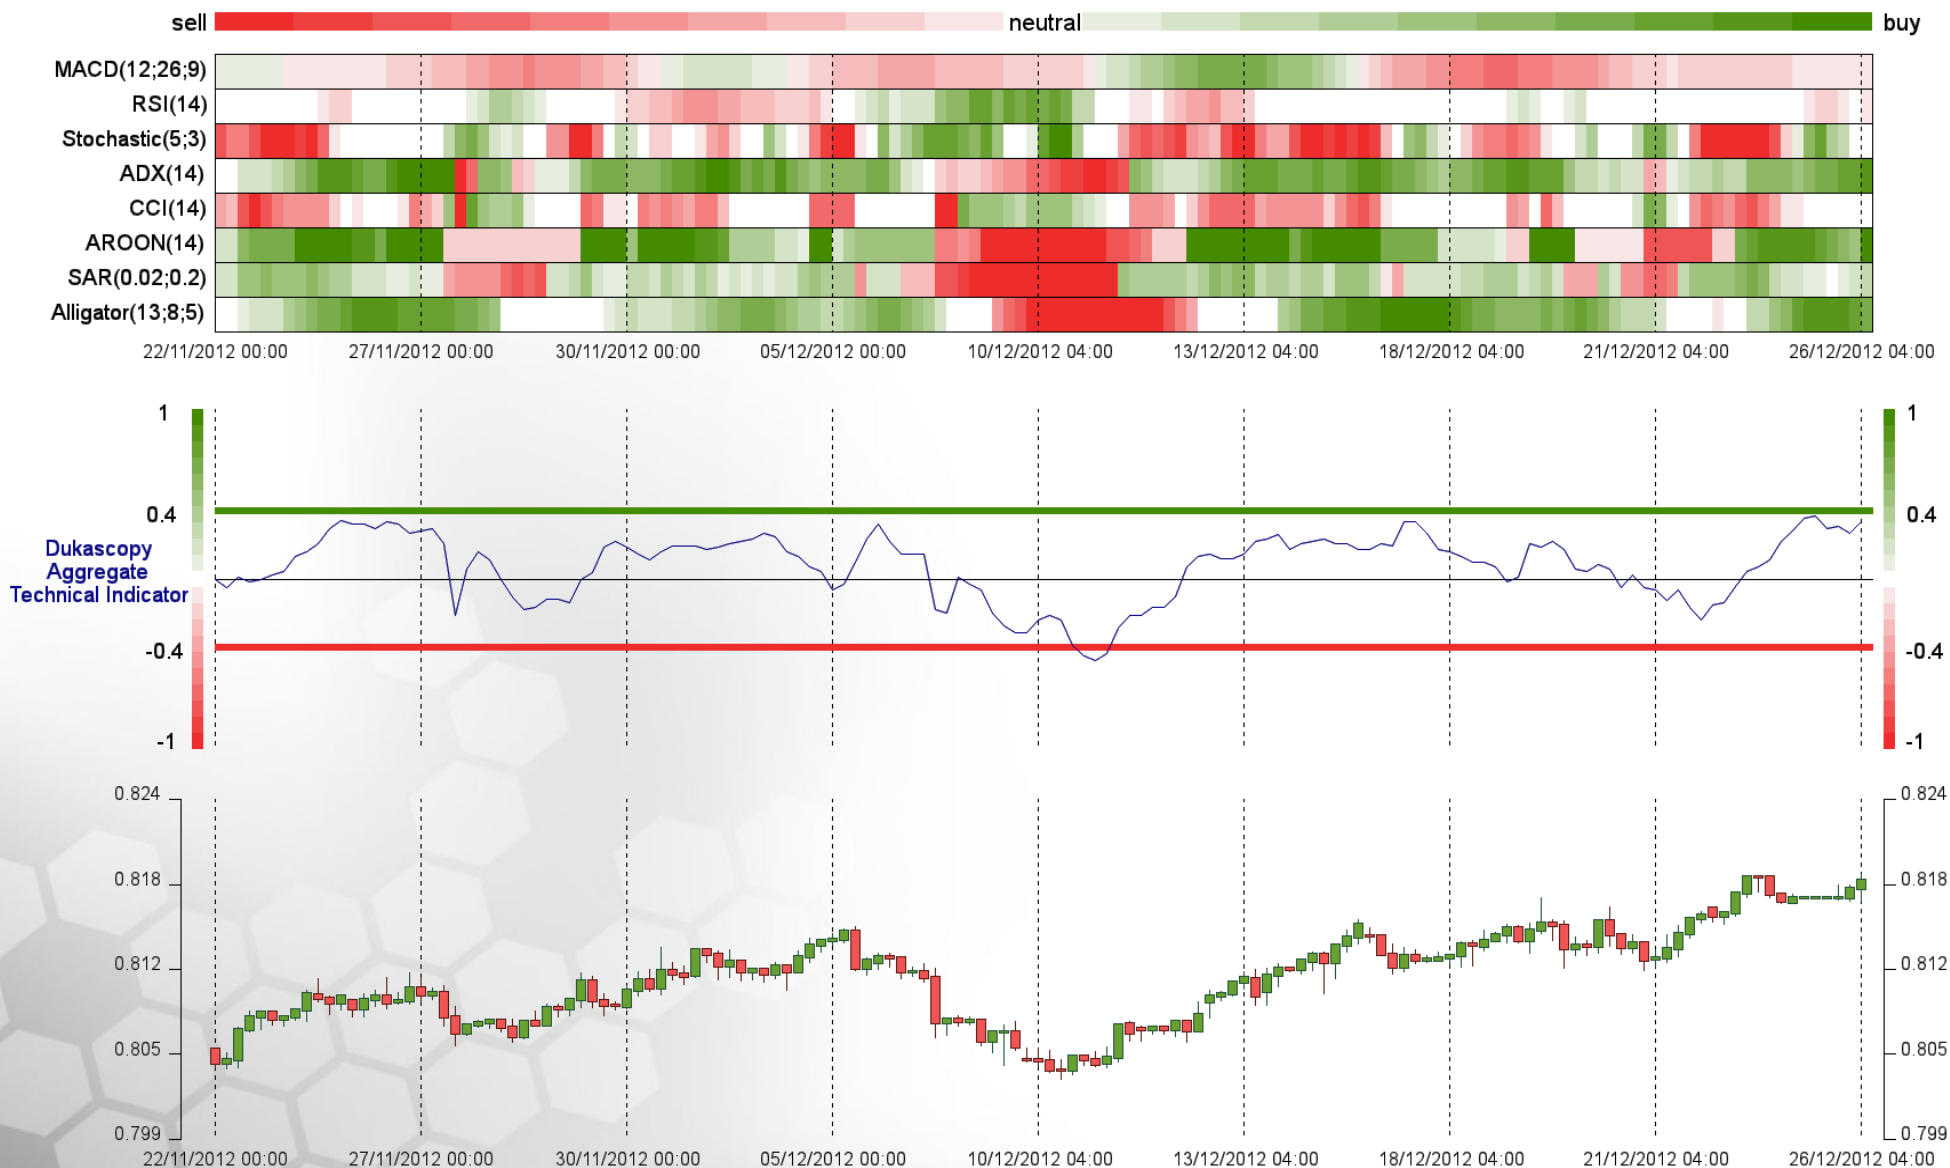 sell neutral buy
MACD(12;26;9)
RSI(14)
Stochastic(5;3)
ADX(14)
CCI(14)
AROON(14)
SAR(0.02;0.2)
Alligator(13;8;5)
22/11/2012 00:00 27/11/2012 00:00 30/11/2012 00:00 05/12/2012 00:00 10/12/2012 04:00 13/12/2012 04:00 18/12/2012 04:00 21/12/2012 04:00 26/12/2012 04:00
1 1
0.4 0.4
Dukascopy
Aggregate
Technical Indicator
-0.4 -0.4
-1 -1
0.824 0.824
0.818 0.818
0.812 0.812
0.805 0.805
0.799 0.799
22/11/2012 00:00 27/11/2012 00:00 30/11/2012 00:00 05/12/2012 00:00 10/12/2012 04:00 13/12/2012 04:00 18/12/2012 04:00 21/12/2012 04:00 26/12/2012 04:00